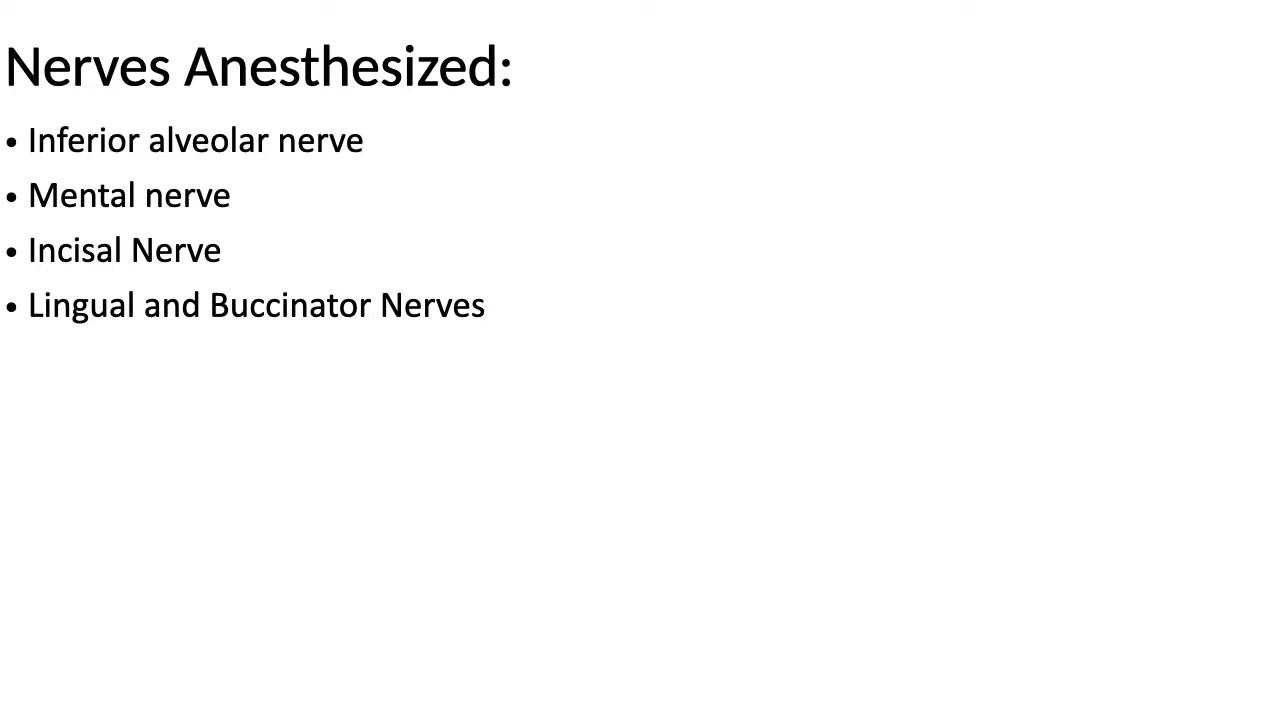 Nerves Anesthesized:
• Inferior alveolar nerve
• Mental nerve
• Incisal Nerve
• Lingual and Buccinator Nerves